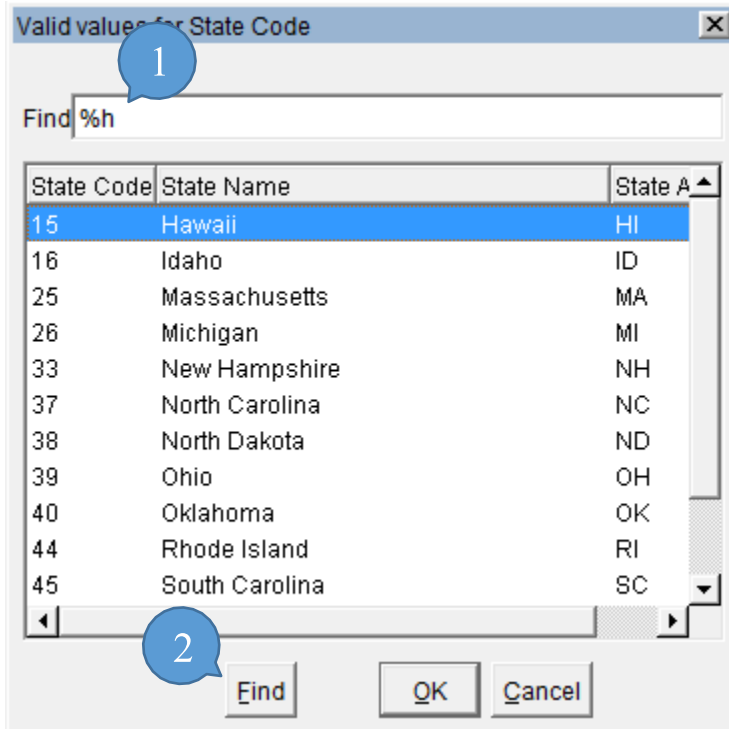 Valid values for State Code
1
Find %h
State Code State Name State A
15 Hawaii HI
16 Idaho ID
25 Massachusetts MA
26 Michigan MI
33 New Hampshire NH
37 North Carolina NC
38 North Dakota ND
39 Ohio OH
40 Oklahoma OK
44 Rhode Island RI
45 South Carolina SC
2
Find OK Cancel